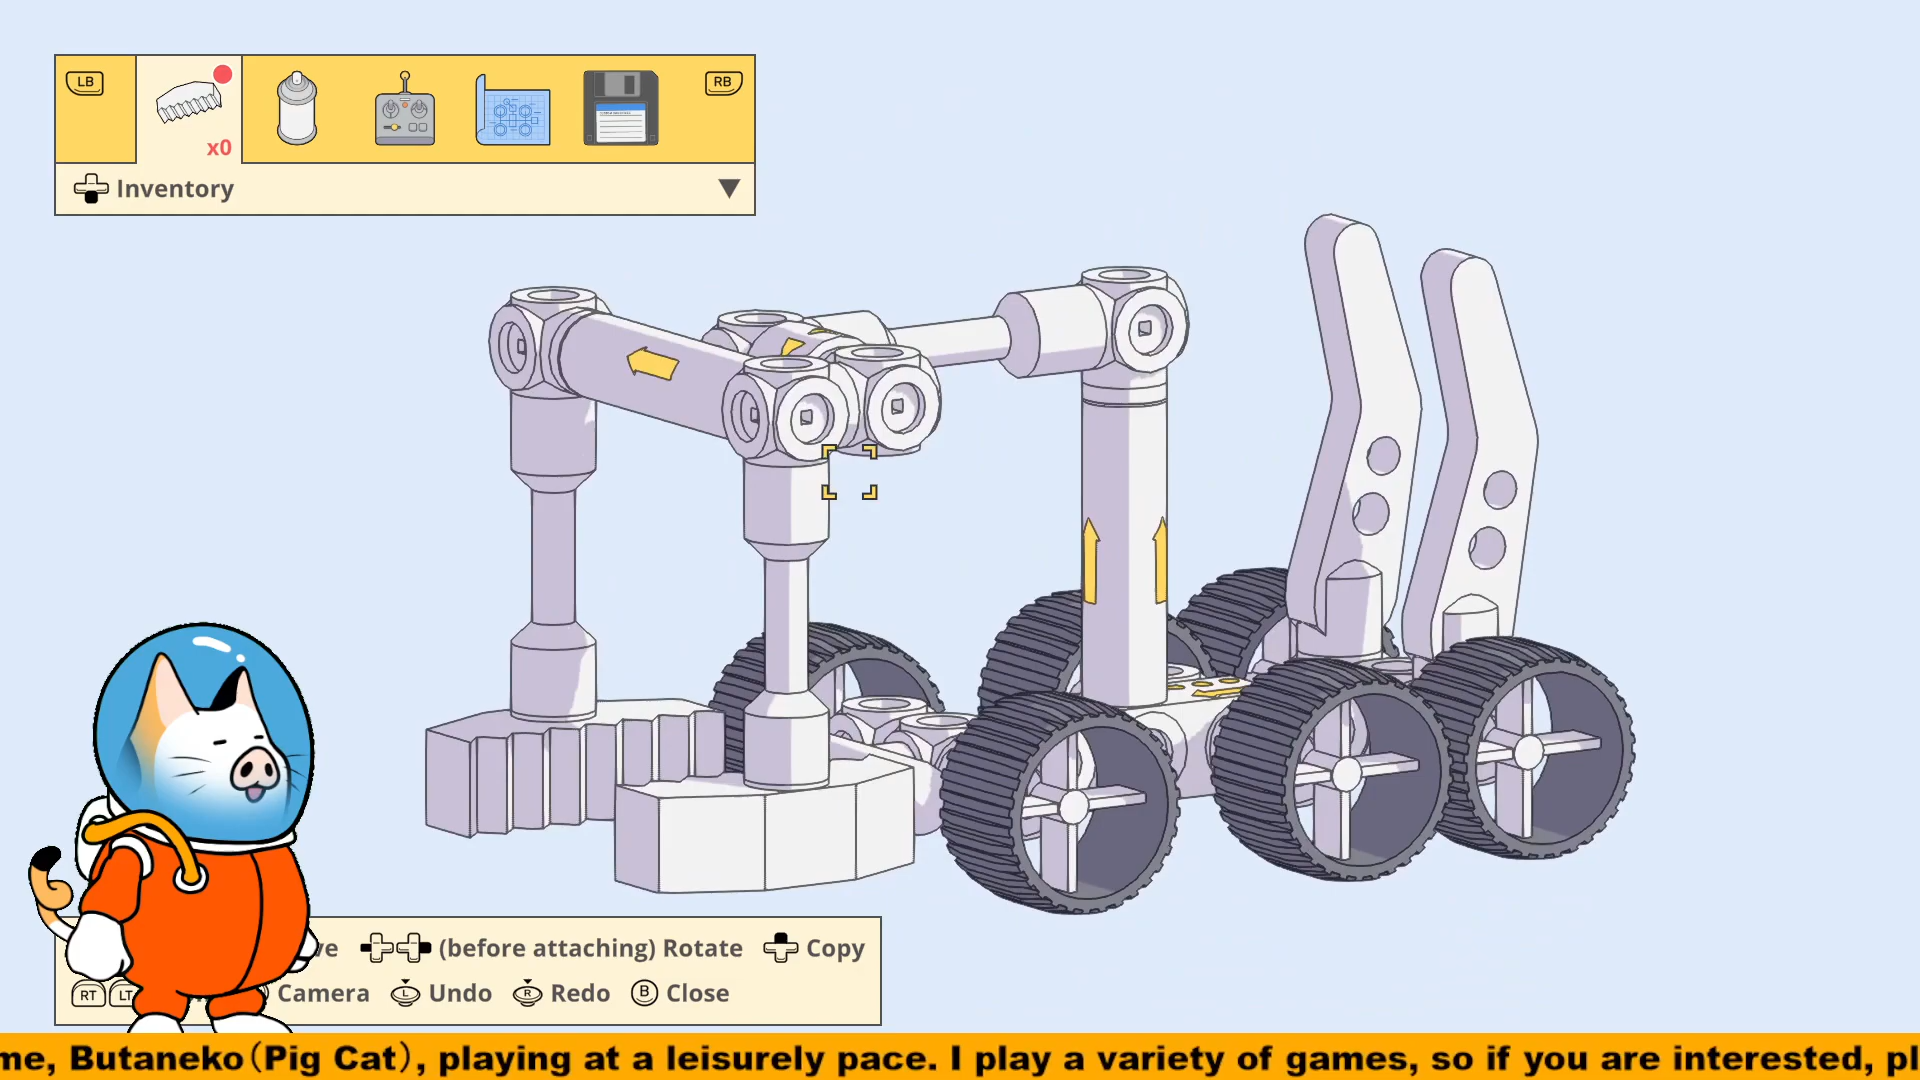 LB
RB
x0
Inventory
ve (before attaching) Rotate Copy
RT LT Camera L Undo R Redo B Close
me, Butaneko(Pig Cat), playing at a leisurely pace. I play a variety of games, so if you are interested, pl